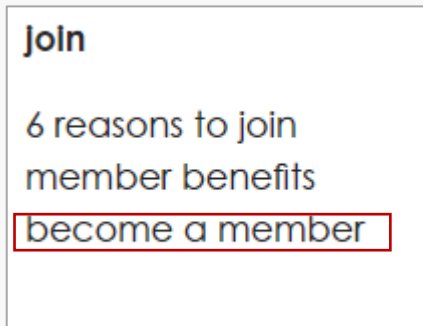 join
6 reasons to join
member benefits
become a member